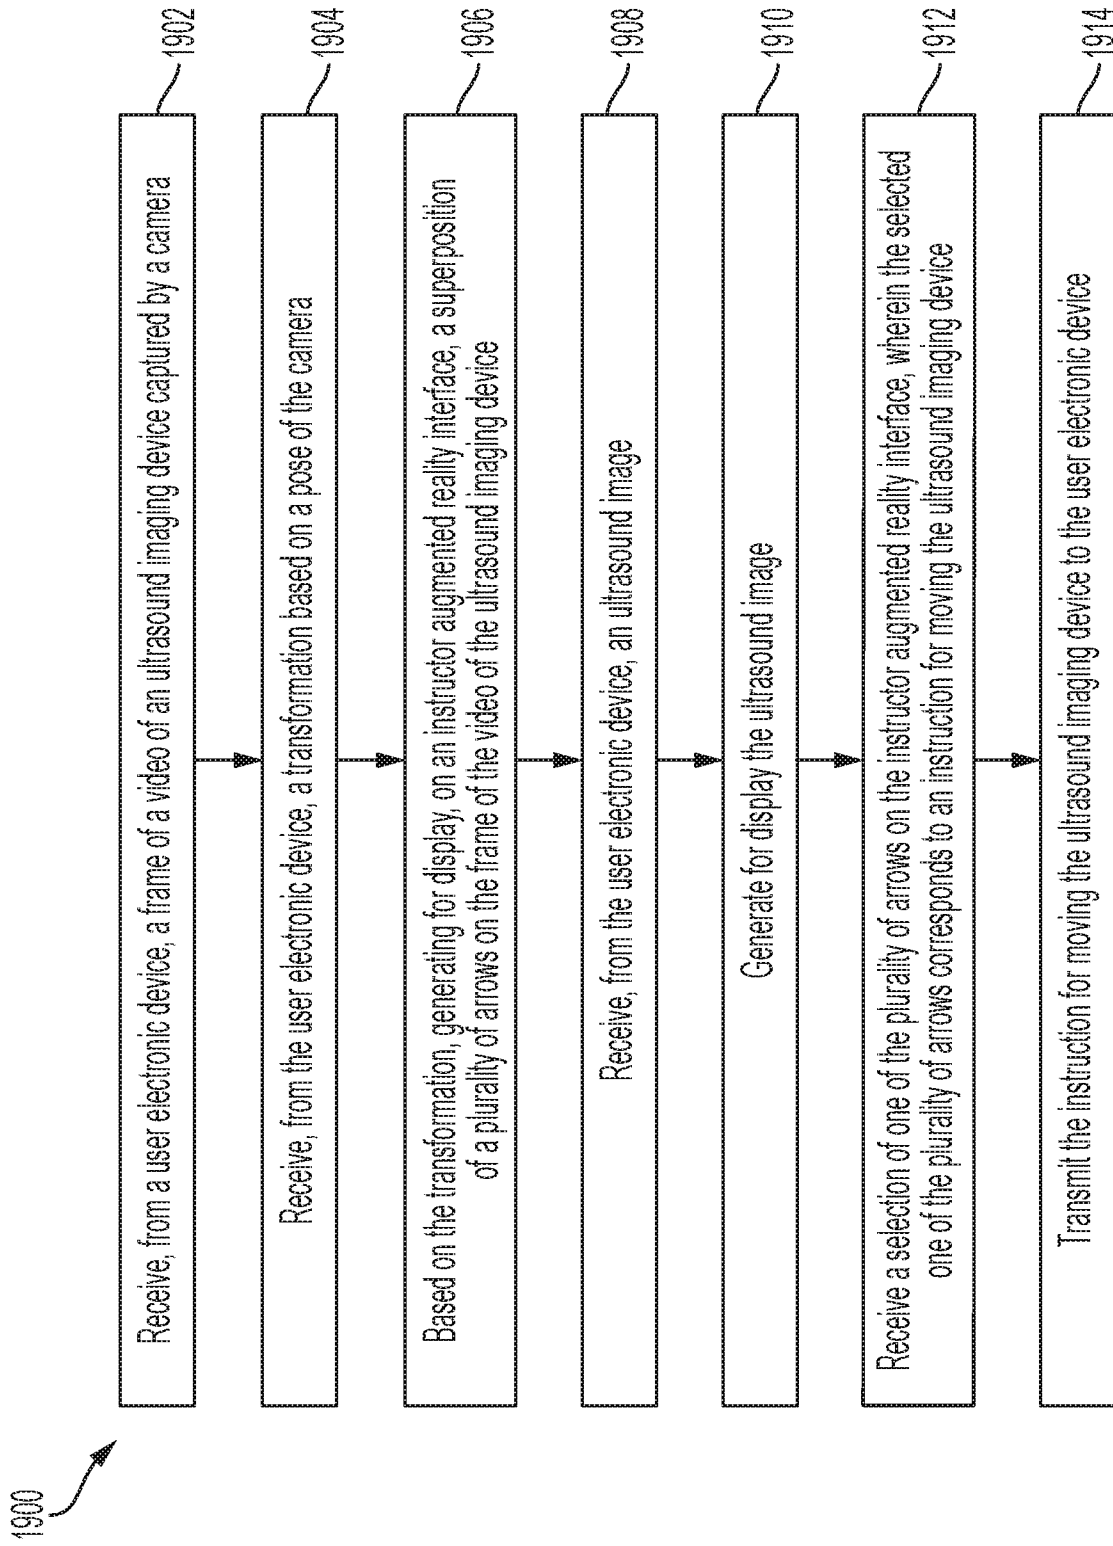 1900
Receive, from a user electronic device, a frame of a video of an ultrasound imaging device captured by a camera
1902
Receive, from the user electronic device, a transformation based on a pose of the camera
1904
Based on the transformation, generating for display, on an instructor augmented reality interface, a superposition
of a plurality of arrows on the frame of the video of the ultrasound imaging device
1906
Receive, from the user electronic device, an ultrasound image
1908
Generate for display the ultrasound image
1910
Receive a selection of one of the plurality of arrows on the instructor augmented reality interface, wherein the selected
one of the plurality of arrows corresponds to an instruction for moving the ultrasound imaging device
1912
Transmit the instruction for moving the ultrasound imaging device to the user electronic device
1914